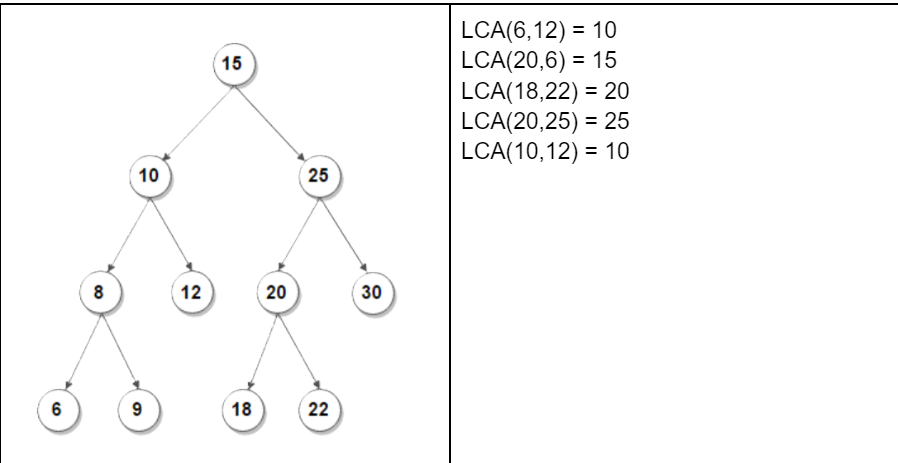 15
10 25
8 12 20 30
6 9 18 22
LCA(6,12) = 10
LCA(20,6) = 15
LCA(18,22) = 20
LCA(20,25) = 25
LCA(10,12) = 10